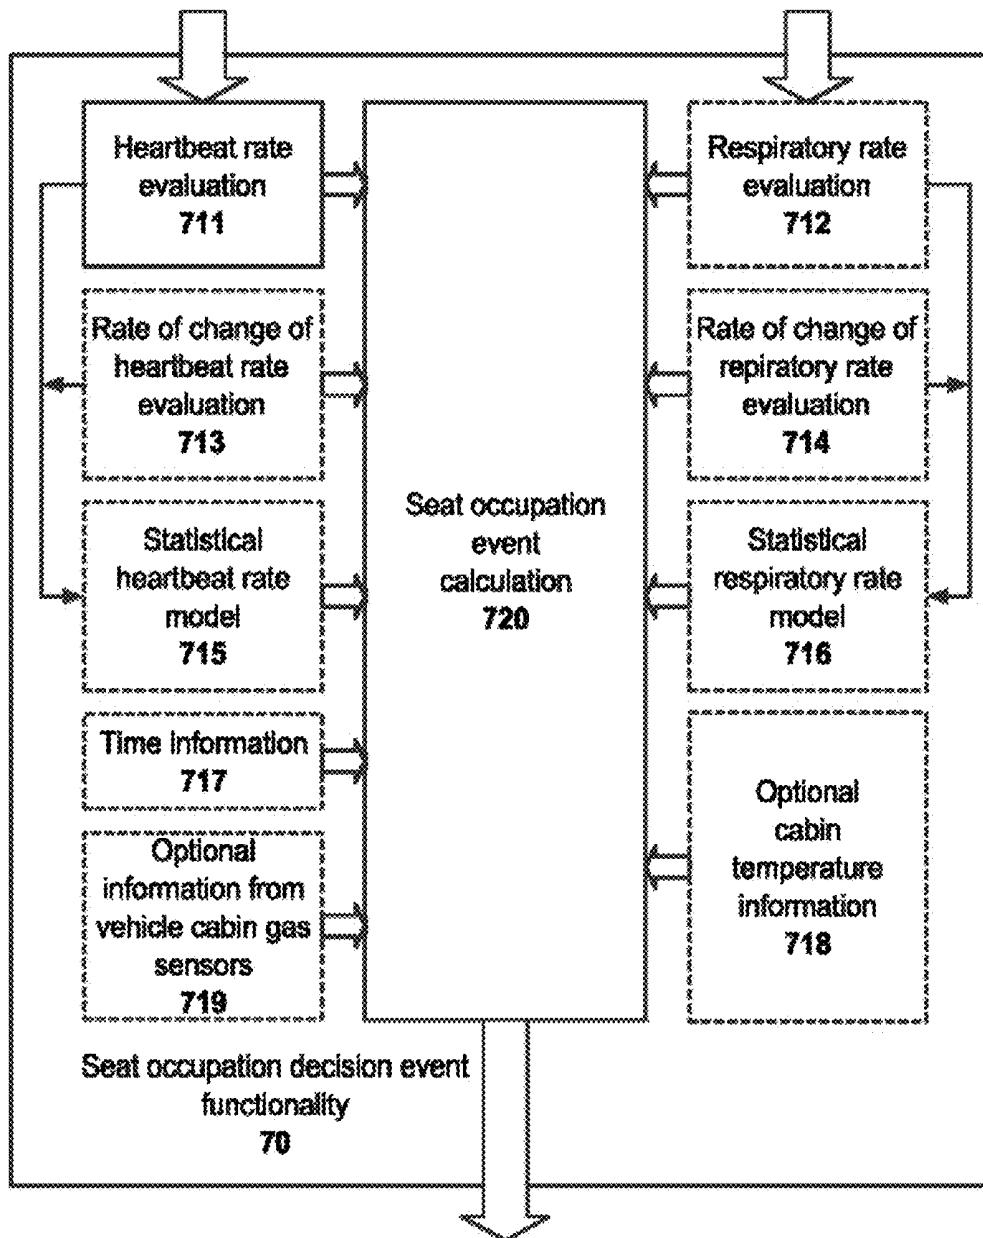 Heartbeat rate
evaluation
711
Respiratory rate
evaluation
712
Rate of change of
heartbeat rate
evaluation
713
Rate of change of
repiratory rate
evaluation
714
Seat occupation
event
calculation
720
Statistical
heartbeat rate
model
715
Statistical
respiratory rate
model
716
Time information
717
Optional
cabin
temperature
information
718
Optional
information from
vehicle cabin gas
sensors
719
Seat occupation decision event
functionality
70